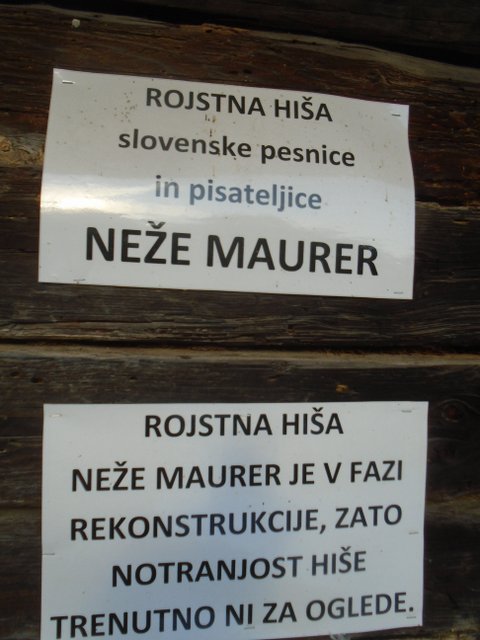 ROJSTNA HIŠA
slovenske pesnice
in pisateljice
NEŽE MAURER
ROJSTNA HIŠA
NEŽE MAURER JE V FAZI
REKONSTRUKCIJE, ZATO
NOTRANJOST HIŠE
TRENUTNO NI ZA OGLEDE.